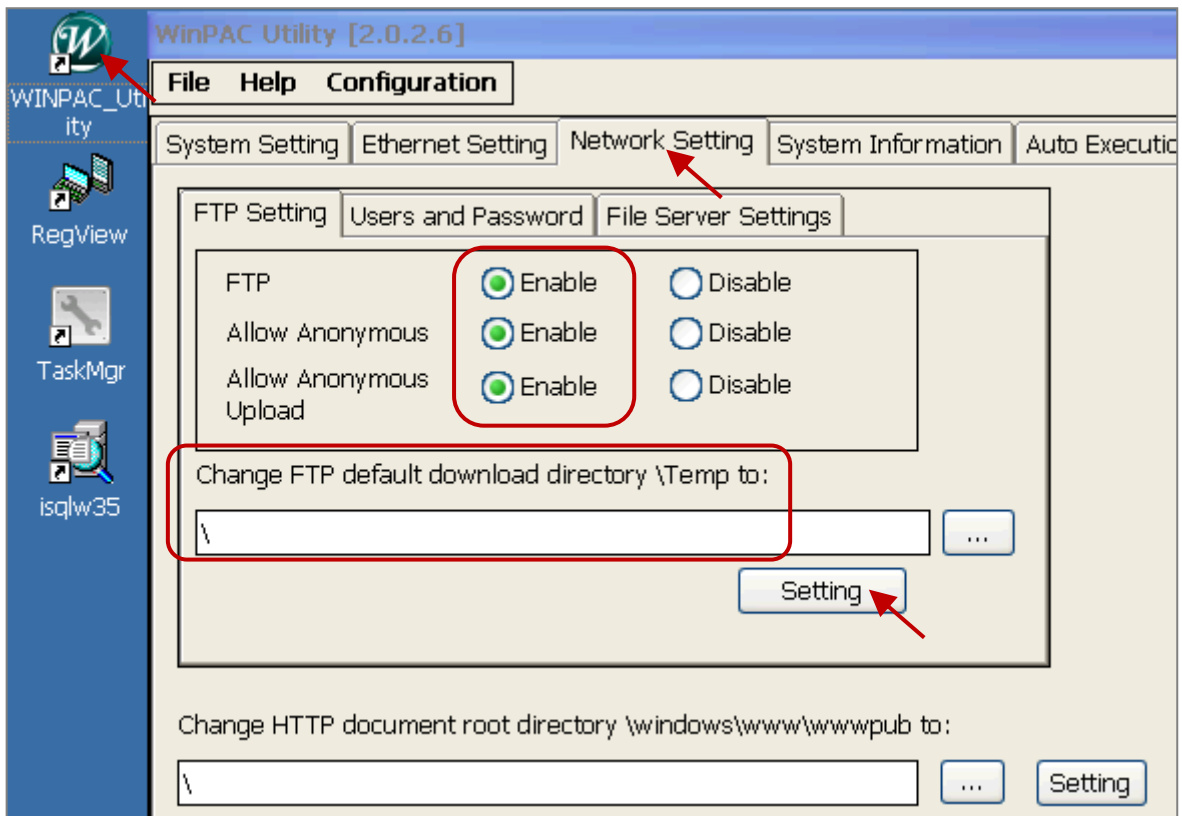 WinPAC Utility [2.0.2.6]
File Help Configuration
WINPAC_Uti
ity
System Setting Ethernet Setting Network Setting System Information Auto Executio
FTP Setting Users and Password File Server Settings
RegView
FTP Enable Disable
Allow Anonymous Enable Disable
TaskMgr
Allow Anonymous
Upload
Enable Disable
Change FTP default download directory \Temp to:
isqlw35
\ ...
Setting
Change HTTP document root directory \windows\www\wwwpub to:
\ ... Setting